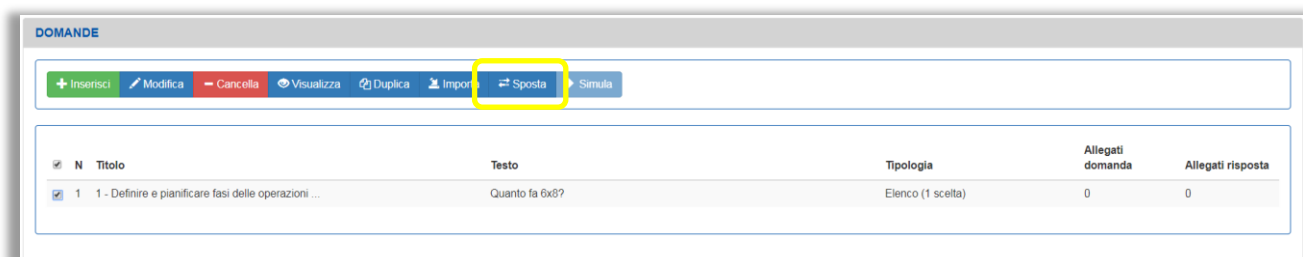 DOMANDE
Inserisci Modifica Cancella Visualizza Duplica Importa Sposta Simula
N Titolo Testo Tipologia Allegati domanda Allegati risposta
1 1 - Definire e pianificare fasi delle operazioni ... Quanto fa 6x8? Elenco (1 scelta) 0 0